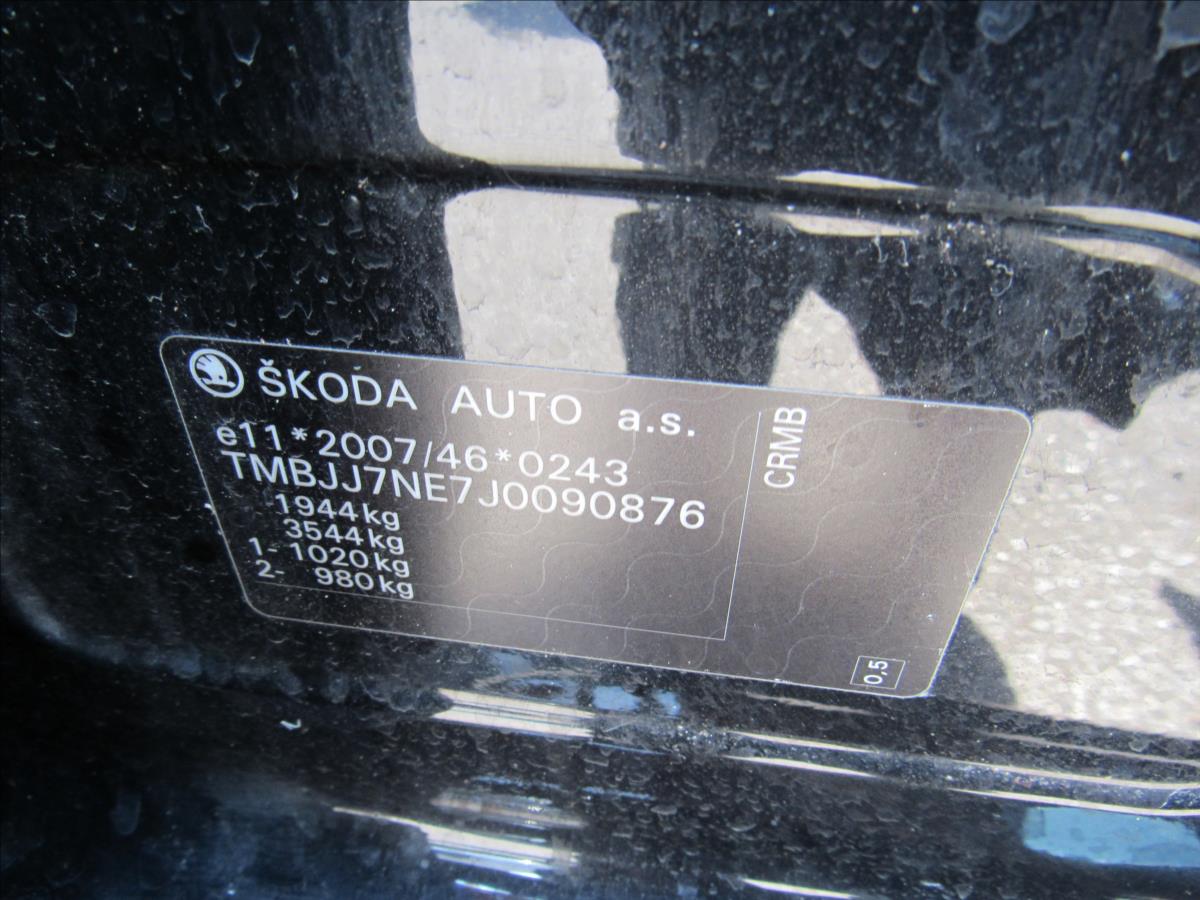 ŠKODA AUTO a.s.
e11*2007/46*0243
TMBJJ7NE7J0090876
1944kg
3544kg
1- 1020kg
2- 980kg
CRMB
0,5